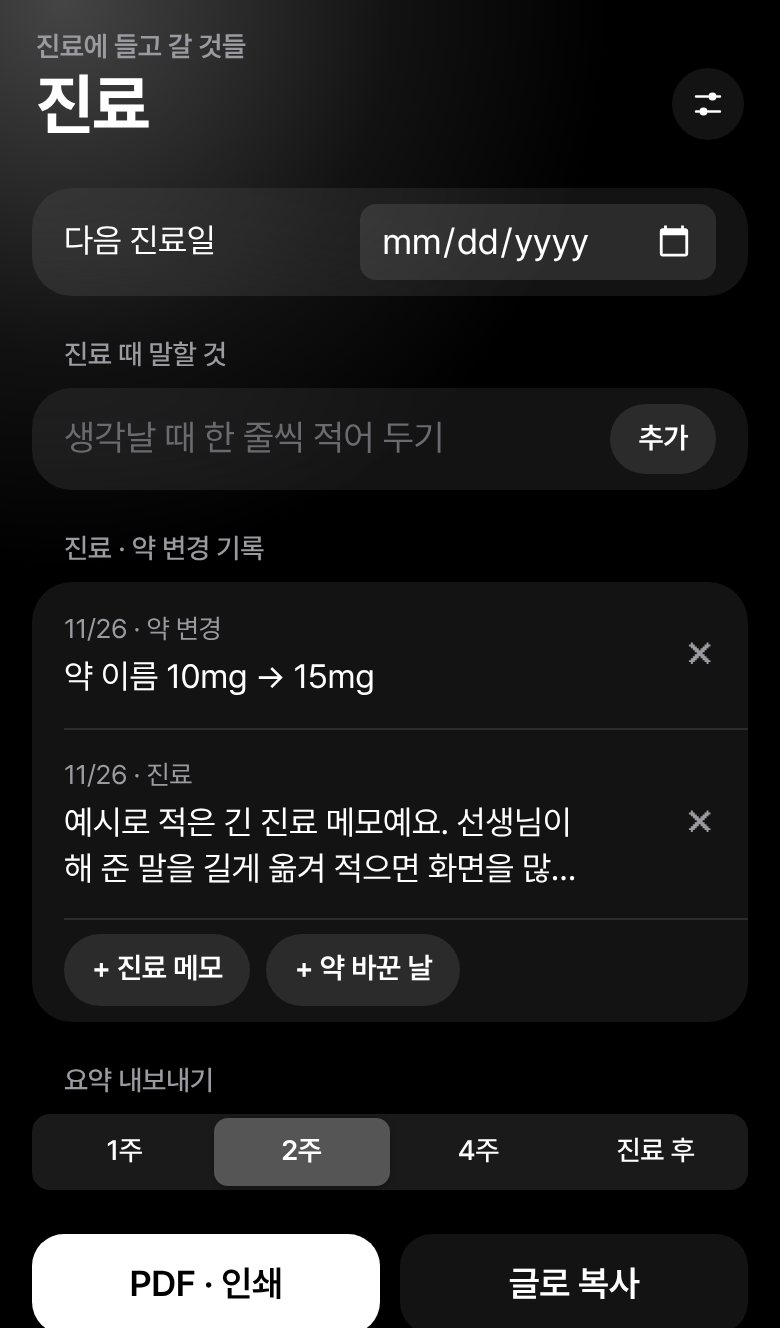 진료에 들고 갈 것들
진료
다음 진료일
mm/dd/yyyy
진료 때 말할 것
생각날 때 한 줄씩 적어 두기
추가
진료 · 약 변경 기록
11/26 · 약 변경
약 이름 10mg → 15mg
11/26 · 진료
예시로 적은 긴 진료 메모예요. 선생님이
해 준 말을 길게 옮겨 적으면 화면을 많...
+ 진료 메모
+ 약 바꾼 날
요약 내보내기
1주
2주
4주
진료 후
PDF · 인쇄
글로 복사